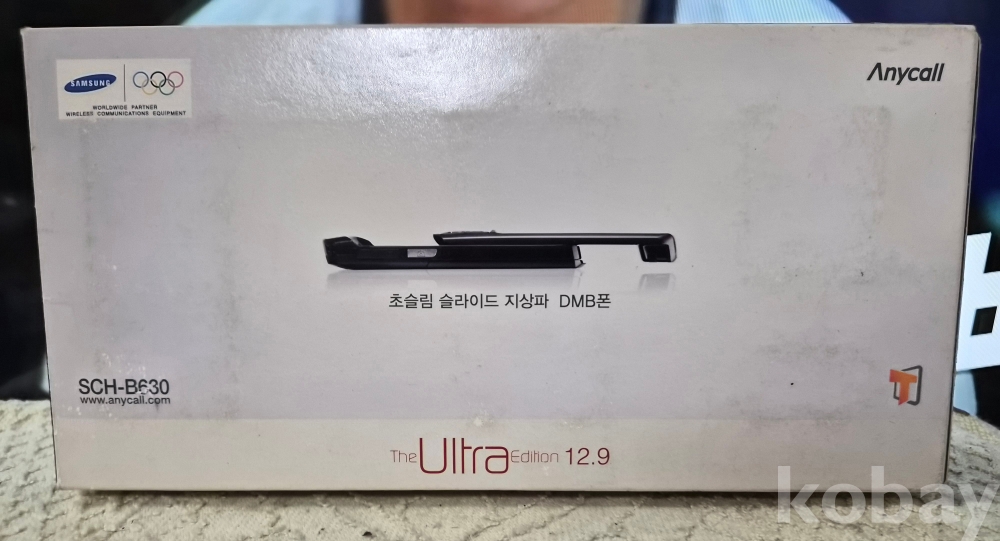 SAMSUNG
WORLDWIDE PARTNER
WIRELESS COMMUNICATIONS EQUIPMENT
Anycall
초슬림 슬라이드 지상파 DMB폰
SCH-B630
www.anycall.com
T
The Ultra Edition 12.9
kobay